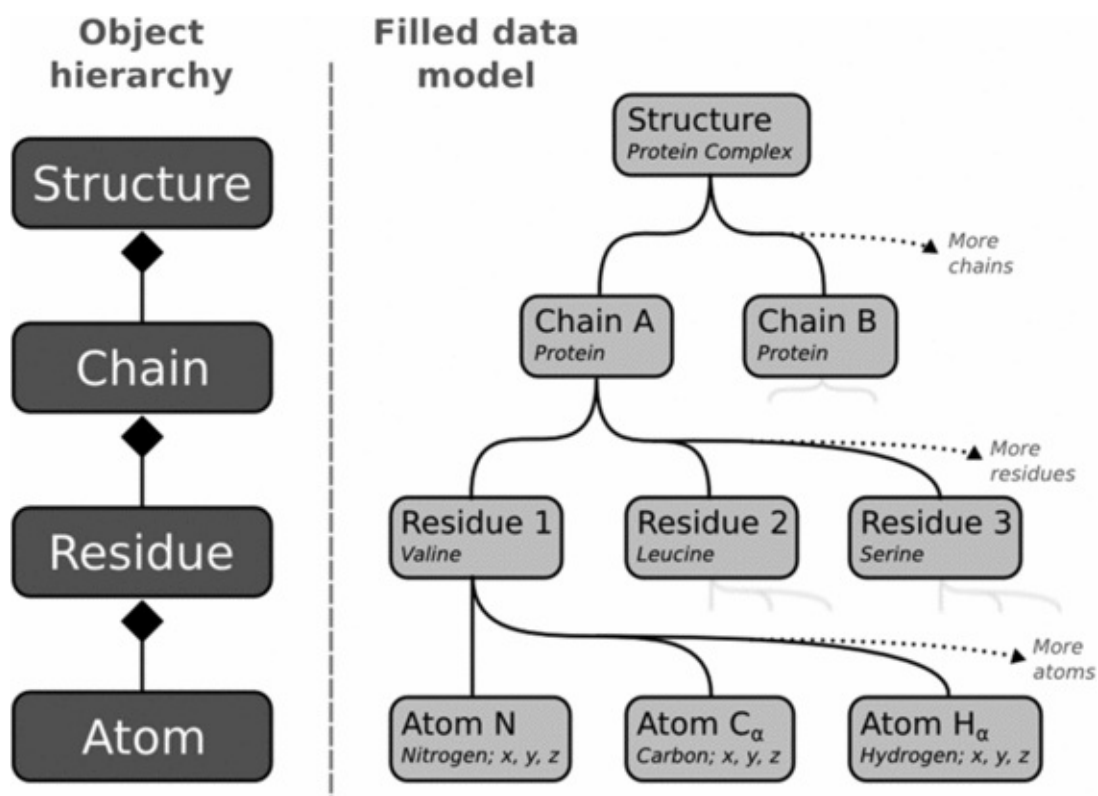 Object
hierarchy
Structure
Chain
Residue
Atom
Filled data
model
Structure
Protein Complex
More
chains
Chain A
Protein
Chain B
Protein
More
residues
Residue 1
Valine
Residue 2
Leucine
Residue 3
Serine
More
atoms
Atom N
Nitrogen; x, y, z
Atom Cα
Carbon; x, y, z
Atom Hα
Hydrogen; x, y, z